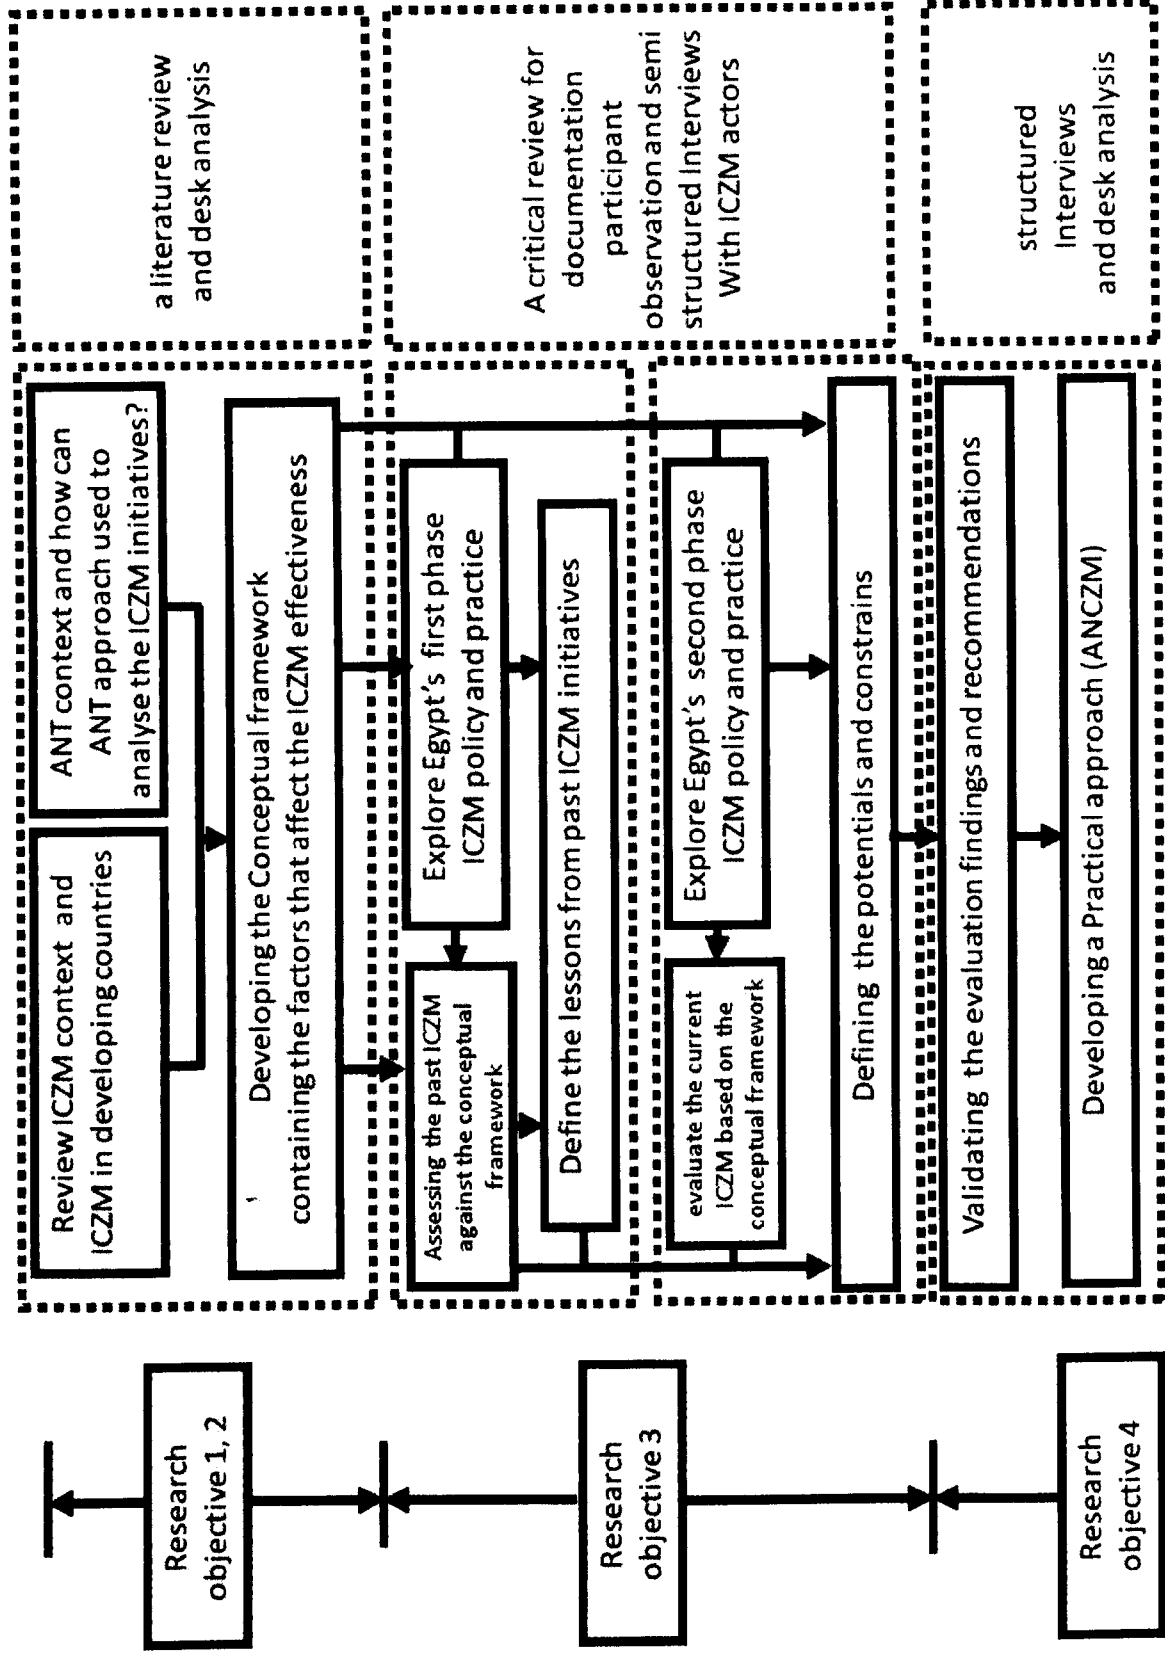 Research
objective 1, 2
Review ICZM context and
ICZM in developing countries
ANT context and how can
ANT approach used to
analyse the ICZM initiatives?
Developing the Conceptual framework
containing the factors that affect the ICZM effectiveness
a literature review
and desk analysis
Research
objective 3
Assessing the past ICZM
against the conceptual
framework
Explore Egypt's first phase
ICZM policy and practice
Define the lessons from past ICZM initiatives
evaluate the current
ICZM based on the
conceptual framework
Explore Egypt's second phase
ICZM policy and practice
Defining the potentials and constrains
A critical review for
documentation
participant
observation and semi
structured Interviews
With ICZM actors
Research
objective 4
Validating the evaluation findings and recommendations
Developing a Practical approach (ANCZM)
structured
Interviews
and desk analysis